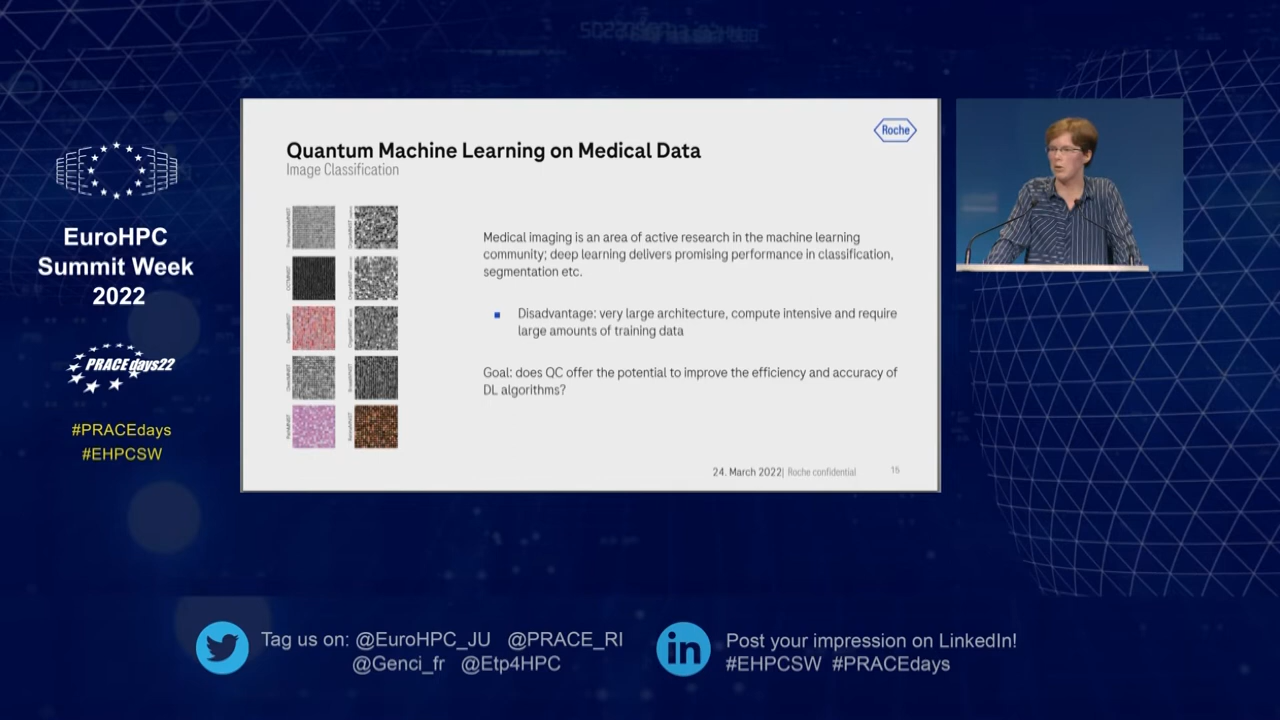 EuroHPC
Summit Week
2022
PRACEdays22
#PRACEdays
#EHPCSW
Roche
Quantum Machine Learning on Medical Data
Image Classification
Medical imaging is an area of active research in the machine learning
community; deep learning delivers promising performance in classification,
segmentation etc.
Disadvantage: very large architecture, compute intensive and require
large amounts of training data
Goal: does QC offer the potential to improve the efficiency and accuracy of
DL algorithms?
24. March 2022| Roche confidential
15
Tag us on: @EuroHPC_JU @PRACE_RI
@Genci_fr @Etp4HPC
in
Post your impression on LinkedIn!
#EHPCSW #PRACEdays